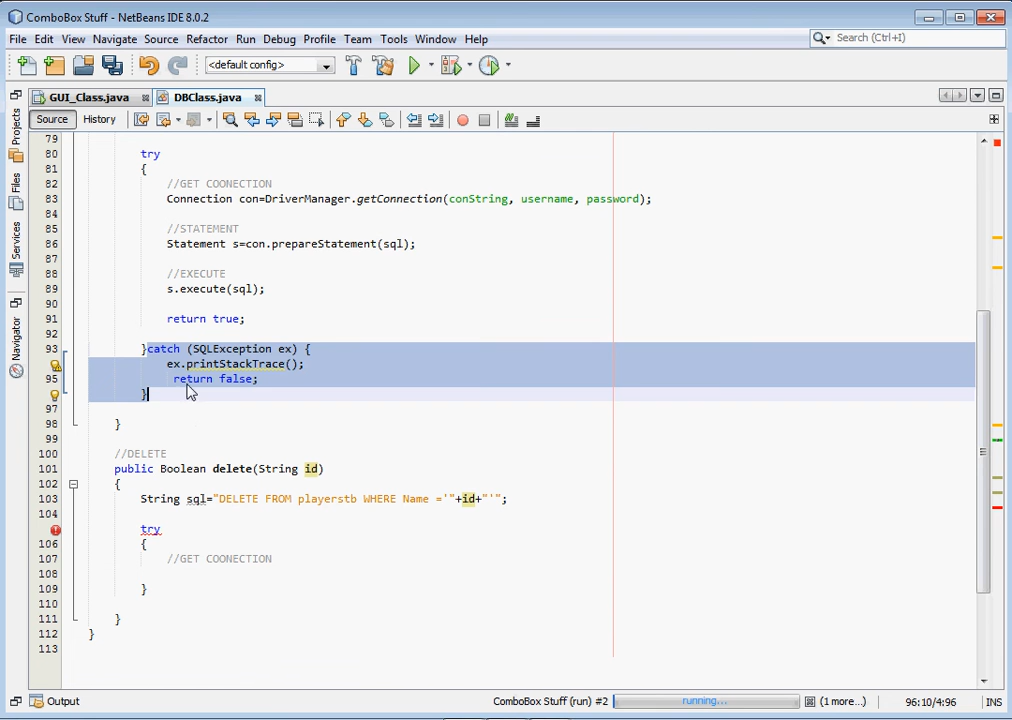 ComboBox Stuff - NetBeans IDE 8.0.2
File Edit View Navigate Source Refactor Run Debug Profile Team Tools Window Help
Search (Ctrl+I)
<default config>
GUI_Class.java DBClass.java
Source History
Projects
Files
Services
Navigator
79
80 try
81 {
82 //GET COONECTION
83 Connection con=DriverManager.getConnection(conString, username, password);
84
85 //STATEMENT
86 Statement s=con.prepareStatement(sql);
87
88 //EXECUTE
89 s.execute(sql);
90
91 return true;
92
93 }catch (SQLException ex) {
ex.printStackTrace();
95 return false;
}
97
98 }
99
100 //DELETE
101 public Boolean delete(String id)
102 {
103 String sql="DELETE FROM playerstb WHERE Name ='"+id+"'";
104
try
106 {
107 //GET COONECTION
108
109 }
110
111 }
112 }
113
Output ComboBox Stuff (run) #2 running... (1 more...) 96:10/4:96 INS